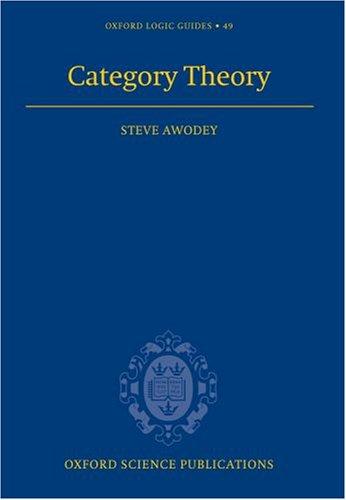 OXFORD LOGIC GUIDES • 49
Category Theory
STEVE AWODEY
OXFORD SCIENCE PUBLICATIONS